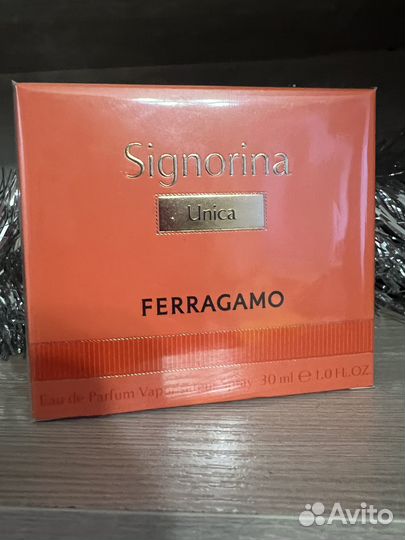 Signorina
Unica
FERRAGAMO
Eau de Parfum Vaporisateur Spray 30 ml ℮ 1.0 FL.OZ
Avito